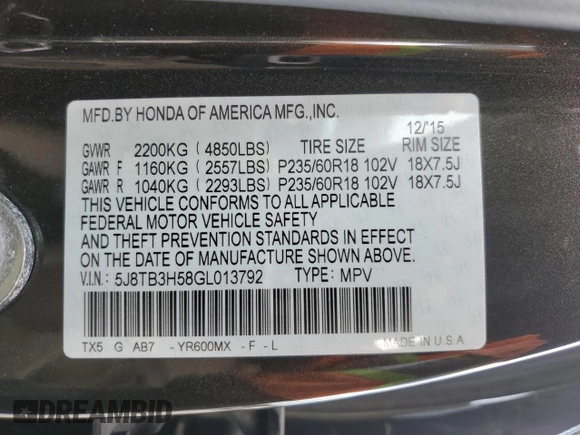 MFD.BY HONDA OF AMERICA MFG.,INC.
12/'15
GVWR 2200KG ( 4850LBS ) TIRE SIZE RIM SIZE
GAWR F 1160KG ( 2557LBS ) P235/60R18 102V 18X7.5J
GAWR R 1040KG ( 2293LBS ) P235/60R18 102V 18X7.5J
THIS VEHICLE CONFORMS TO ALL APPLICABLE
FEDERAL MOTOR VEHICLE SAFETY
AND THEFT PREVENTION STANDARDS IN EFFECT
ON THE DATE OF MANUFACTURE SHOWN ABOVE.
V.I.N.: 5J8TB3H58GL013792 TYPE: MPV
TX5 G AB7 - YR600MX - F - L MADE IN U.S.A.
DREAMBID